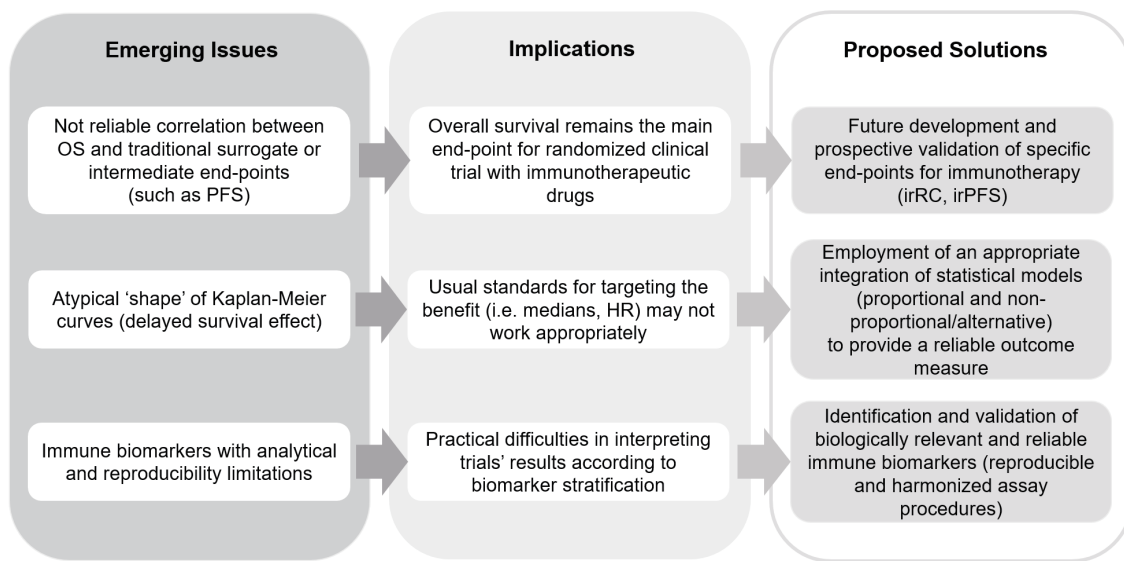 Emerging Issues
Implications
Proposed Solutions
Not reliable correlation between
OS and traditional surrogate or
intermediate end-points
(such as PFS)
Overall survival remains the main
end-point for randomized clinical
trial with immunotherapeutic
drugs
Future development and
prospective validation of specific
end-points for immunotherapy
(irRC, irPFS)
Atypical ‘shape’ of Kaplan-Meier
curves (delayed survival effect)
Usual standards for targeting the
benefit (i.e. medians, HR) may not
work appropriately
Employment of an appropriate
integration of statistical models
(proportional and non-
proportional/alternative)
to provide a reliable outcome
measure
Immune biomarkers with analytical
and reproducibility limitations
Practical difficulties in interpreting
trials’ results according to
biomarker stratification
Identification and validation of
biologically relevant and reliable
immune biomarkers (reproducible
and harmonized assay
procedures)